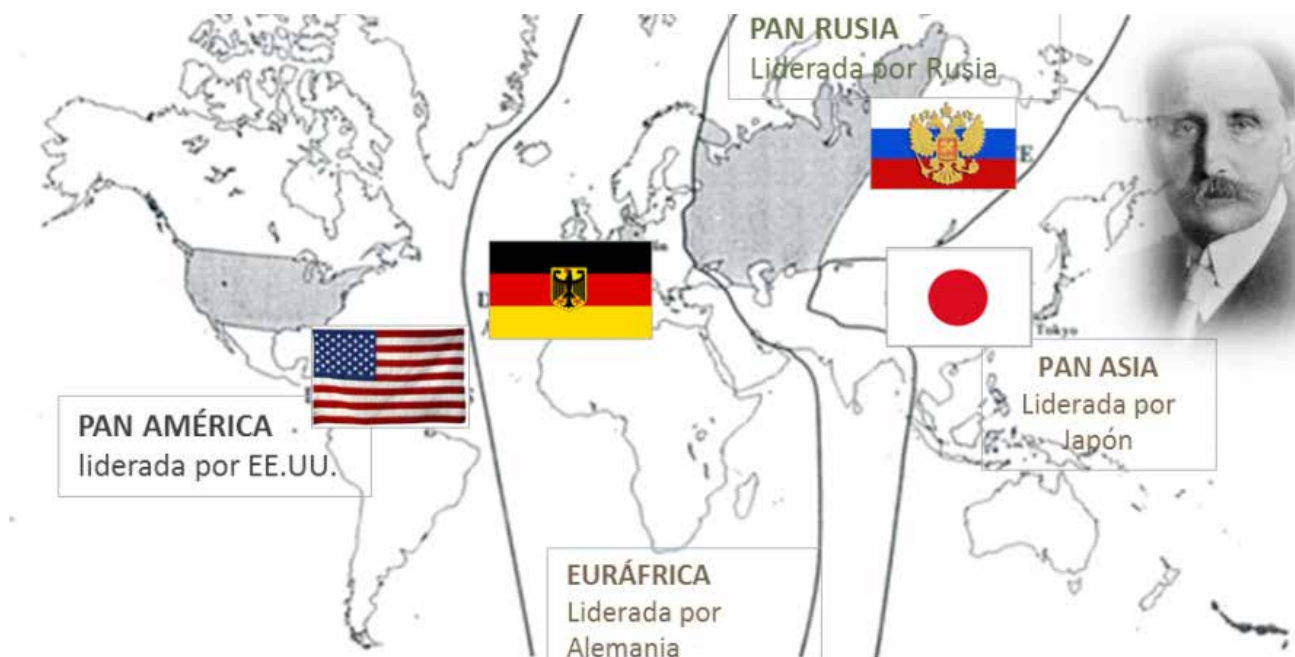 PAN RUSIA
Liderada por Rusia
Tokyo
PAN ASIA
Liderada por
Japón
PAN AMÉRICA
liderada por EE.UU.
EURÁFRICA
Liderada por
Alemania